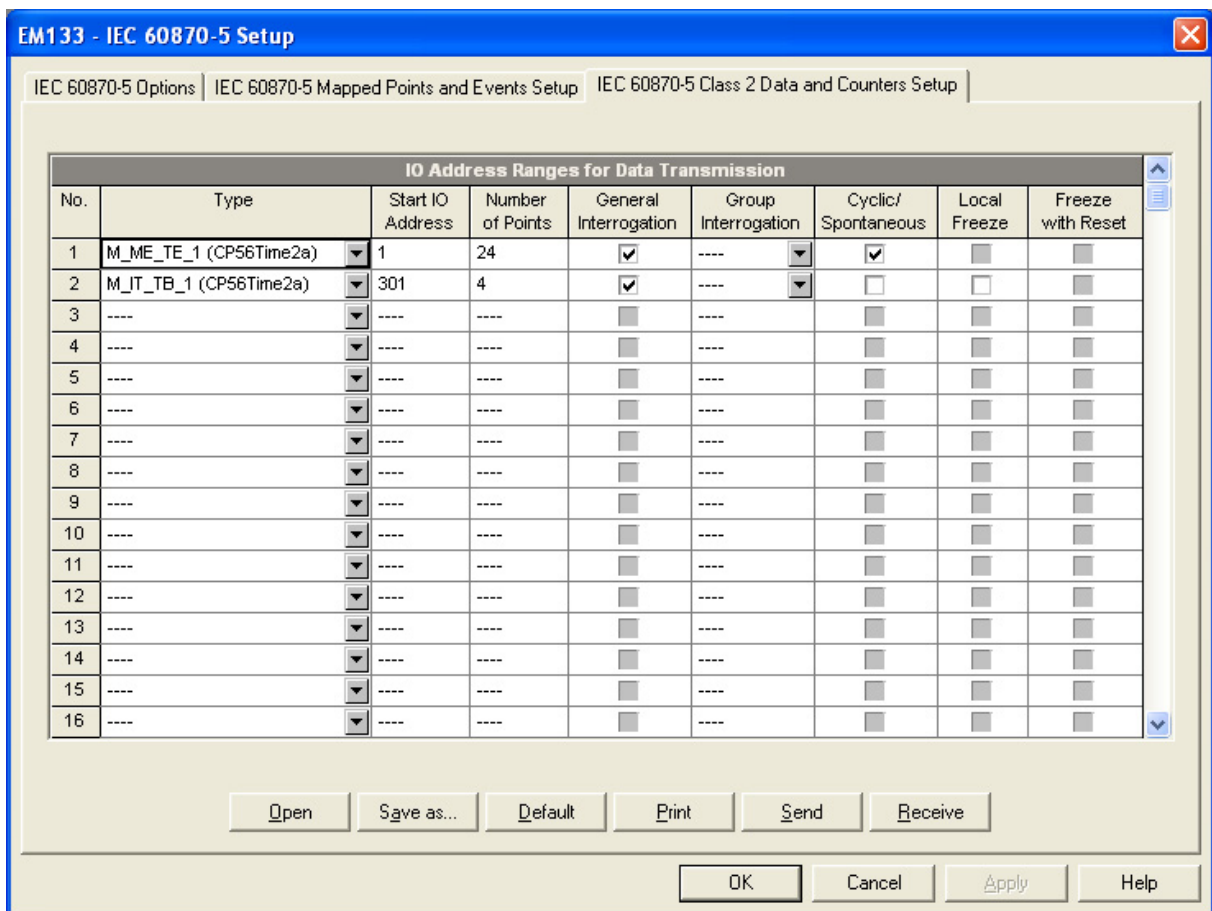 EM133 - IEC 60870-5 Setup
IEC 60870-5 Options IEC 60870-5 Mapped Points and Events Setup IEC 60870-5 Class 2 Data and Counters Setup
IO Address Ranges for Data Transmission
No. Type Start IO Address Number of Points General Interrogation Group Interrogation Cyclic/ Spontaneous Local Freeze Freeze with Reset
1 M_ME_TE_1 (CP56Time2a) 1 24 ----
2 M_IT_TB_1 (CP56Time2a) 301 4 ----
3 ---- ---- ---- ----
4 ---- ---- ---- ----
5 ---- ---- ---- ----
6 ---- ---- ---- ----
7 ---- ---- ---- ----
8 ---- ---- ---- ----
9 ---- ---- ---- ----
10 ---- ---- ---- ----
11 ---- ---- ---- ----
12 ---- ---- ---- ----
13 ---- ---- ---- ----
14 ---- ---- ---- ----
15 ---- ---- ---- ----
16 ---- ---- ---- ----
Open Save as... Default Print Send Receive
OK Cancel Apply Help